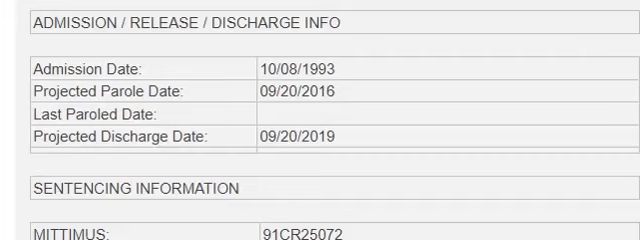 ADMISSION / RELEASE / DISCHARGE INFO
Admission Date: 10/08/1993
Projected Parole Date: 09/20/2016
Last Paroled Date:
Projected Discharge Date: 09/20/2019
SENTENCING INFORMATION
MITTIMUS: 91CR25072